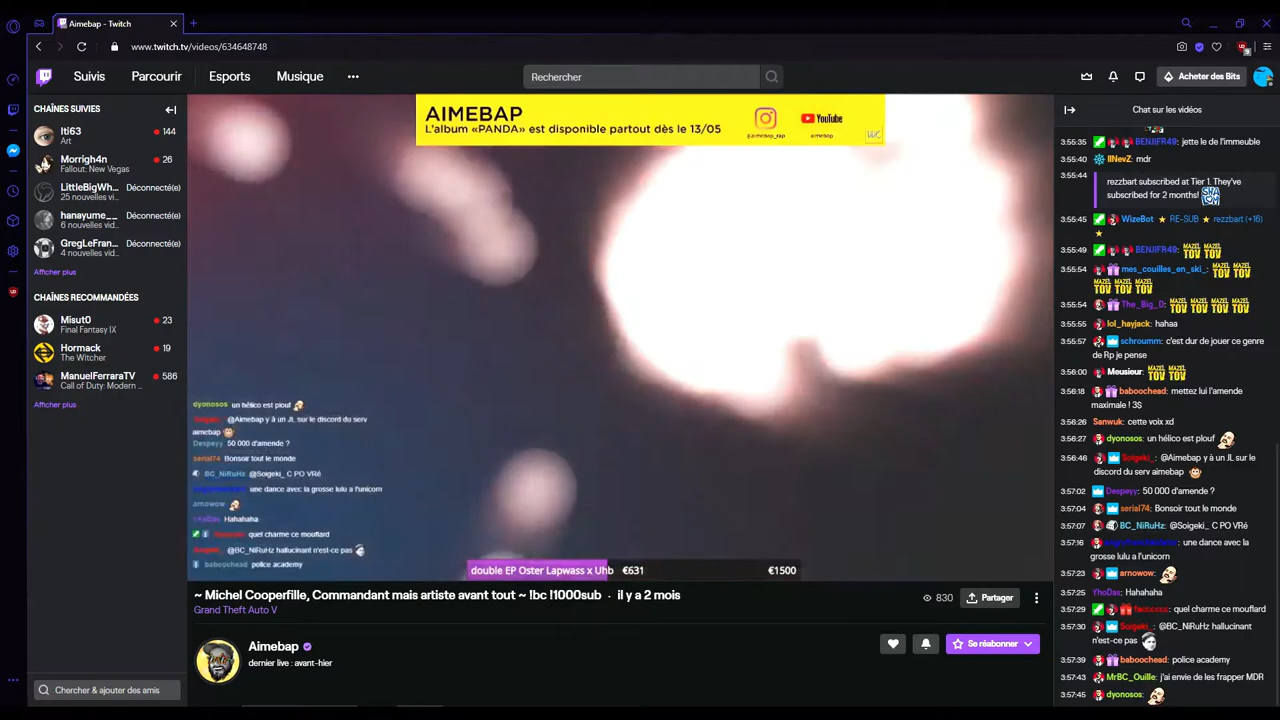 Aimebap - Twitch
www.twitch.tv/videos/634648748
Suivis
Parcourir
Esports
Musique
Rechercher
Acheter des Bits
CHAÎNES SUIVIES
Iti63
144
Art
Morrigh4n
26
Fallout: New Vegas
LittleBigWh...
Déconnecté(e)
25 nouvelles vi...
hanayume__
Déconnecté(e)
6 nouvelles vid...
GregLeFran...
Déconnecté(e)
4 nouvelles vid...
Afficher plus
CHAÎNES RECOMMANDÉES
Misut0
23
Final Fantasy IX
Hormack
19
The Witcher
ManuelFerraraTV
586
Call of Duty: Modern ...
Afficher plus
Chercher & ajouter des amis
AIMEBAP
L'album «PANDA» est disponible partout dès le 13/05
@aimebap_rap
YouTube
aimebap
dyonosos un hélico est plouf
Soigeki_ @Aimebap y'à un JL sur le discord du serv
aimebap
Despeyy 50 000 d'amende ?
serial74 Bonsoir tout le monde
BC_NiRuHz @Soigeki_ C PO VRé
une dance avec la grosse lulu a l'unicorn
arnowow
YhoDas Hahahaha
quel charme ce mouflard
Soigeki_ @BC_NiRuHz hallucinant n'est-ce pas
baboochead police academy
double EP Oster Lapwass x Uhb
€631
€1500
~ Michel Cooperfille, Commandant mais artiste avant tout ~ !bc !1000sub · il y a 2 mois
830
Partager
Grand Theft Auto V
Aimebap
dernier live : avant-hier
Se réabonner
Chat sur les vidéos
3:55:35 BENJIFR49: jette le de l'immeuble
3:55:40 IlNevZ: mdr
3:55:44 rezzbart subscribed at Tier 1. They've
subscribed for 2 months!
3:55:45 WizeBot ★ RE-SUB ★ rezzbart (+16)
★
3:55:49 BENJIFR49: MAZEL TOV MAZEL TOV
3:55:54 mes_couilles_en_ski_: MAZEL TOV MAZEL TOV
MAZEL TOV MAZEL TOV MAZEL TOV
3:55:54 The_Big_D: MAZEL TOV MAZEL TOV MAZEL TOV MAZEL TOV
3:55:55 lol_hayjack: hahaa
3:55:57 schroumm: c'est dur de jouer ce genre
de Rp je pense
3:56:00 Meusieur: MAZEL TOV MAZEL TOV
3:56:18 baboochead: mettez lui l'amende
maximale ! 3$
3:56:26 Sanwuk: cette voix xd
3:56:27 dyonosos: un hélico est plouf
3:56:46 Soigeki_: @Aimebap y'à un JL sur le
discord du serv aimebap
3:57:02 Despeyy: 50 000 d'amende ?
3:57:04 serial74: Bonsoir tout le monde
3:57:07 BC_NiRuHz: @Soigeki_ C PO VRé
3:57:16 une dance avec la
grosse lulu a l'unicorn
3:57:23 arnowow:
3:57:24 YhoDas: Hahahaha
3:57:29 quel charme ce mouflard
3:57:30 Soigeki_: @BC_NiRuHz hallucinant
n'est-ce pas
3:57:39 baboochead: police academy
3:57:43 MrBC_Ouille: j'ai envie de les frapper MDR
3:57:45 dyonosos: